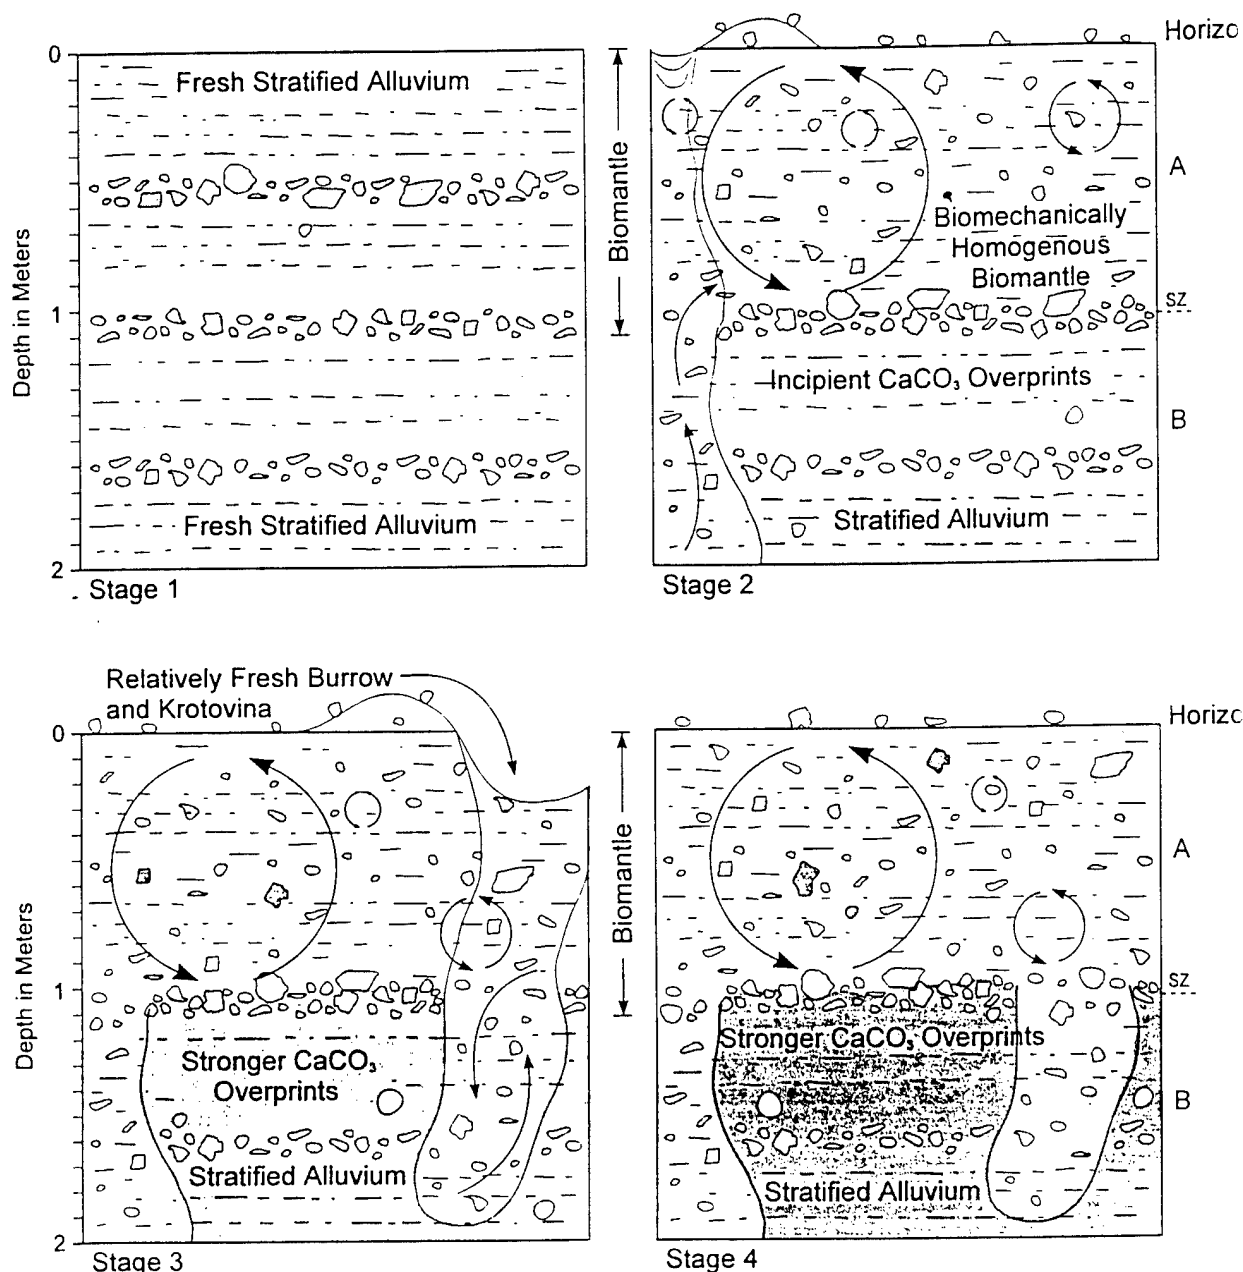 Horizo
0
Fresh Stratified Alluvium
Depth in Meters
1
Fresh Stratified Alluvium
2
Stage 1
Biomantle
A
Biomechanically
Homogenous
Biomantle
sz
Incipient CaCO₃ Overprints
B
Stratified Alluvium
Stage 2
Relatively Fresh Burrow
and Krotovina
0
Depth in Meters
1
Stronger CaCO₃
Overprints
Stratified Alluvium
2
Stage 3
Horizo
Biomantle
A
sz
Stronger CaCO₃ Overprints
B
Stratified Alluvium
Stage 4